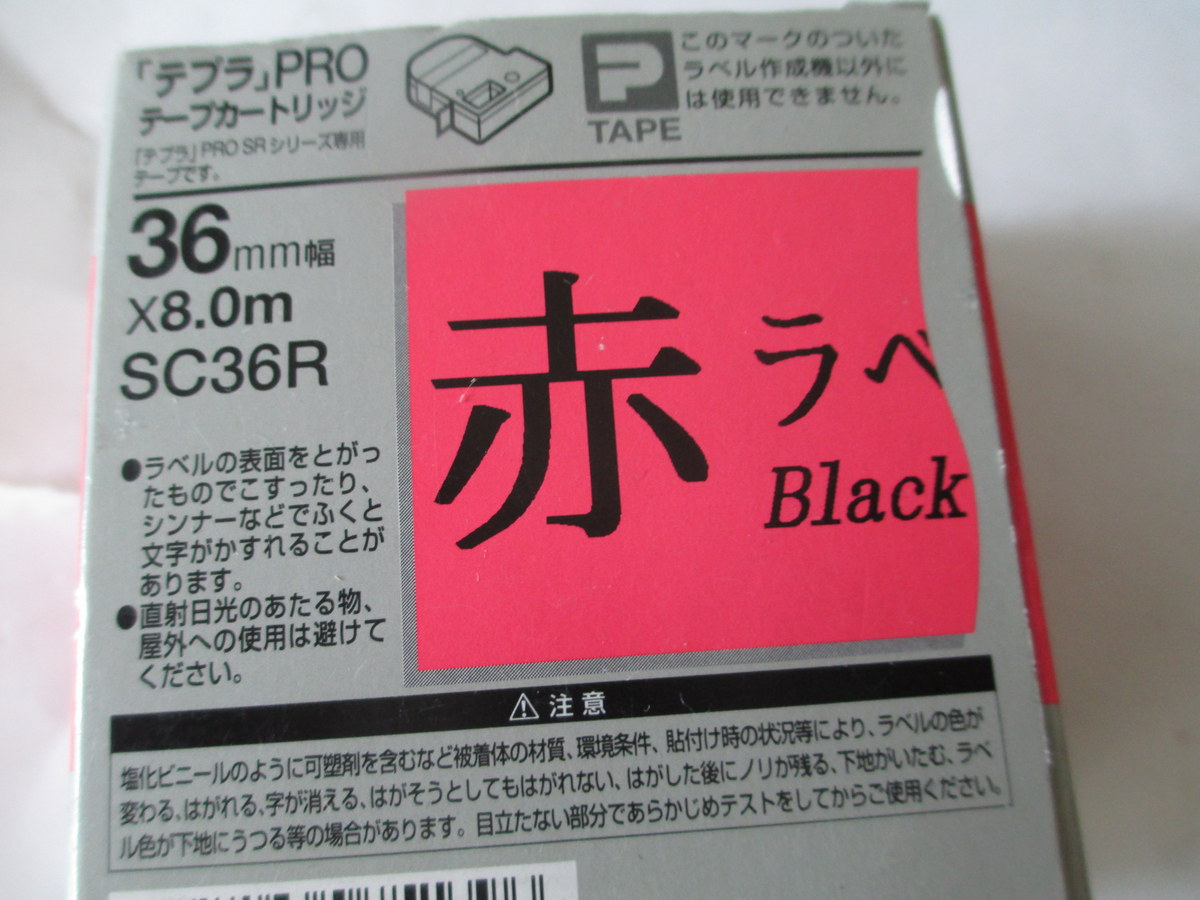 「テプラ」PRO
テープカートリッジ
「テプラ」PRO SRシリーズ専用
テープです。
TAPE
このマークのついた
ラベル作成機以外に
は使用できません。
36mm幅
X8.0m
SC36R
●ラベルの表面をとがっ
たものでこすったり、
シンナーなどでふくと
文字がかすれることが
あります。
●直射日光のあたる物、
屋外への使用は避けて
ください。
赤ラベ
Black
⚠注意
塩化ビニールのように可塑剤を含むなど被着体の材質、環境条件、貼付け時の状況等により、ラベルの色が
変わる、はがれる、字が消える、はがそうとしてもはがれない、はがした後にノリが残る、下地がいたむ、ラベ
ル色が下地にうつる等の場合があります。目立たない部分であらかじめテストをしてからご使用ください。